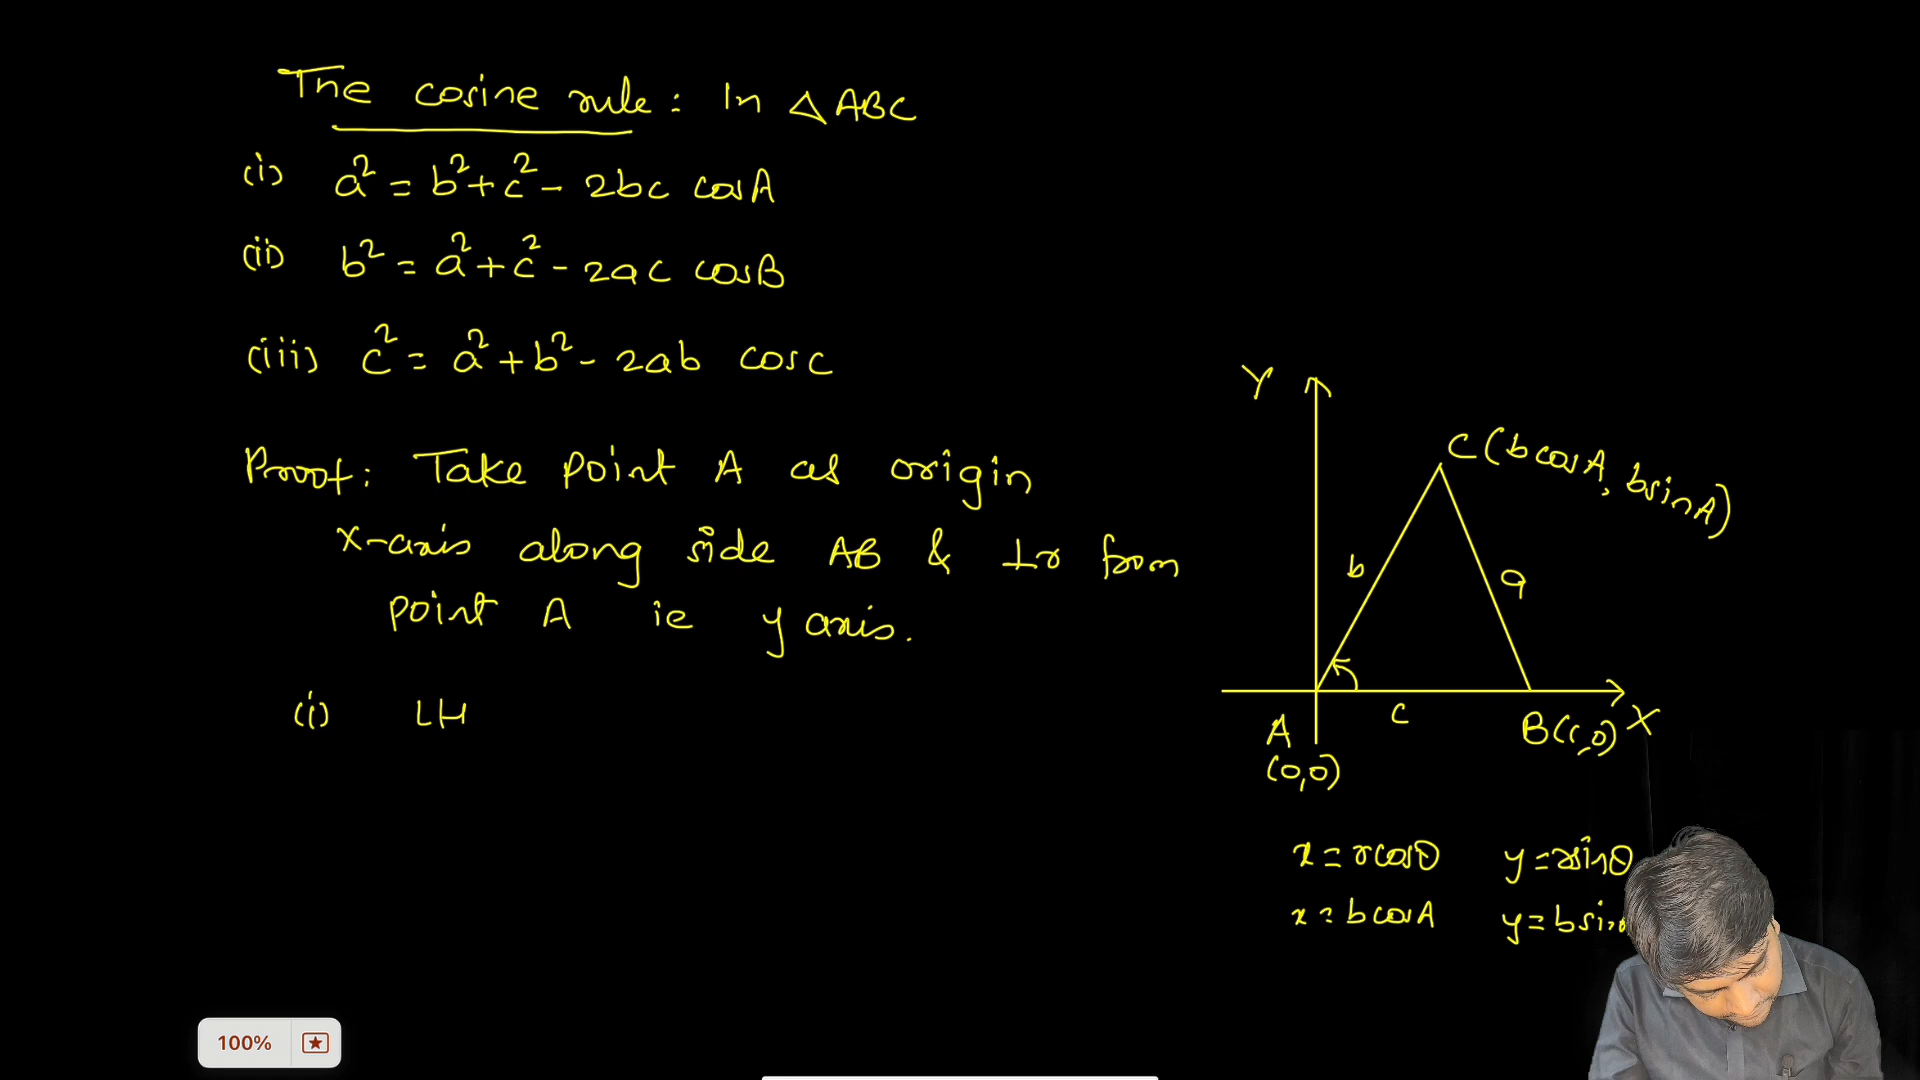 The cosine rule: In △ABC
(i) a² = b² + c² - 2bc cosA
(ii) b² = a² + c² - 2ac cosB
(iii) c² = a² + b² - 2ab cosc
Proof: Take point A as origin
X-axis along side AB & ⊥r from
point A ie y axis.
(i) LH
Y
C(bcosA, bsinA)
b
a
c
A
(0,0)
B(c,0)
X
x = rcosθ y = rsinθ
x = bcosA y = bsin
100%